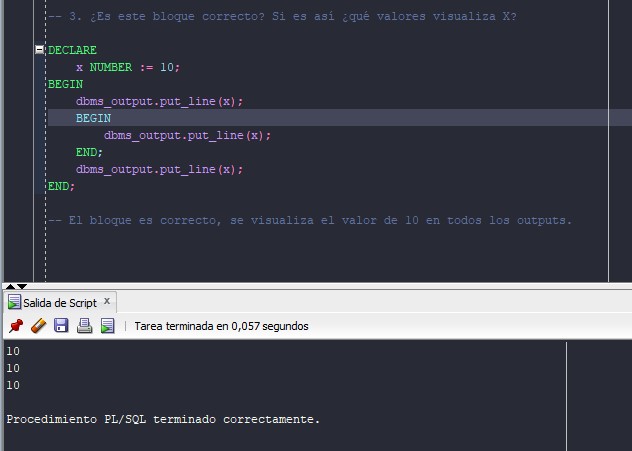 -- 3. ¿Es este bloque correcto? Si es así ¿qué valores visualiza X?
DECLARE
x NUMBER := 10;
BEGIN
dbms_output.put_line(x);
BEGIN
dbms_output.put_line(x);
END;
dbms_output.put_line(x);
END;
-- El bloque es correcto, se visualiza el valor de 10 en todos los outputs.
Salida de Script x
Tarea terminada en 0,057 segundos
10
10
10
Procedimiento PL/SQL terminado correctamente.